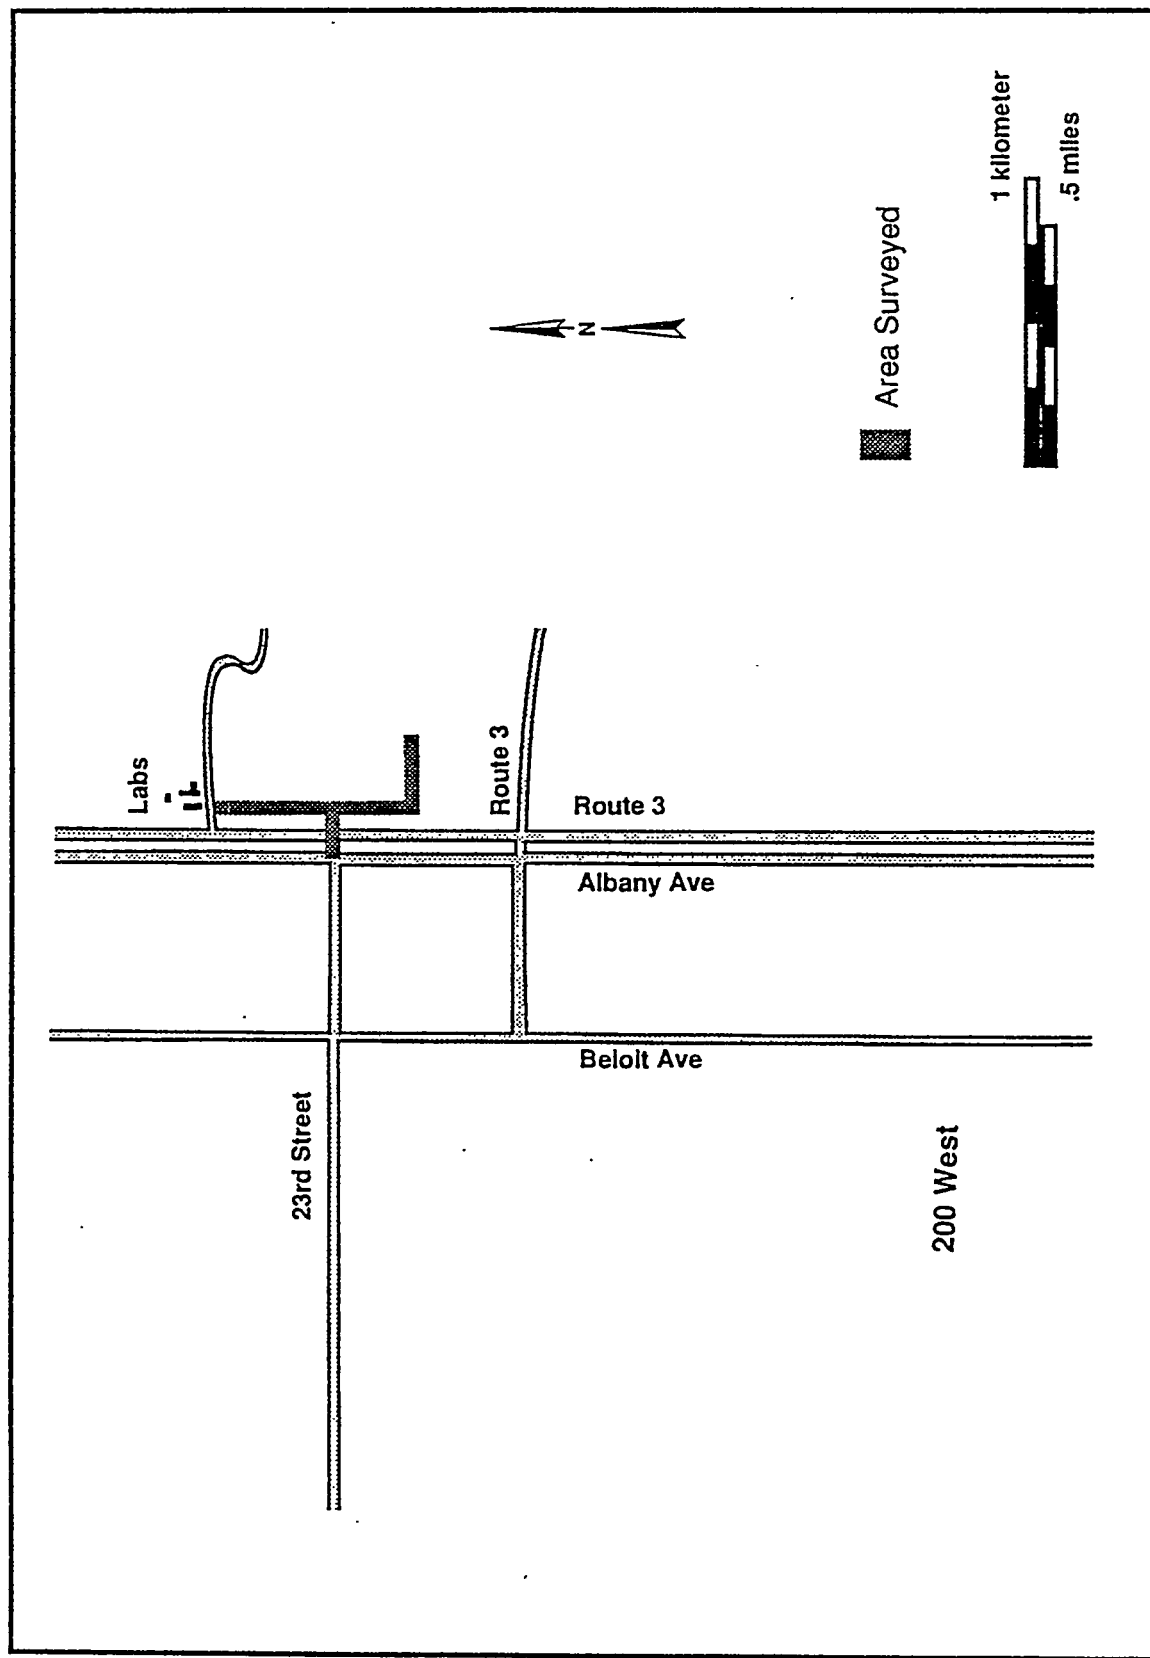 1 kilometer
.5 miles
Area Surveyed
N
Labs
Route 3
Route 3
Albany Ave
Beloit Ave
23rd Street
200 West